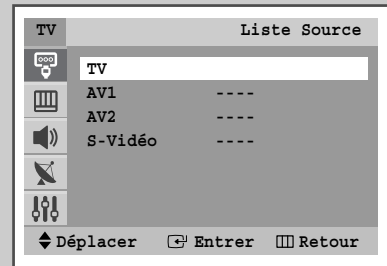 TV Liste Source
TV
AV1 ----
AV2 ----
S-Vidéo ----
Déplacer Entrer Retour